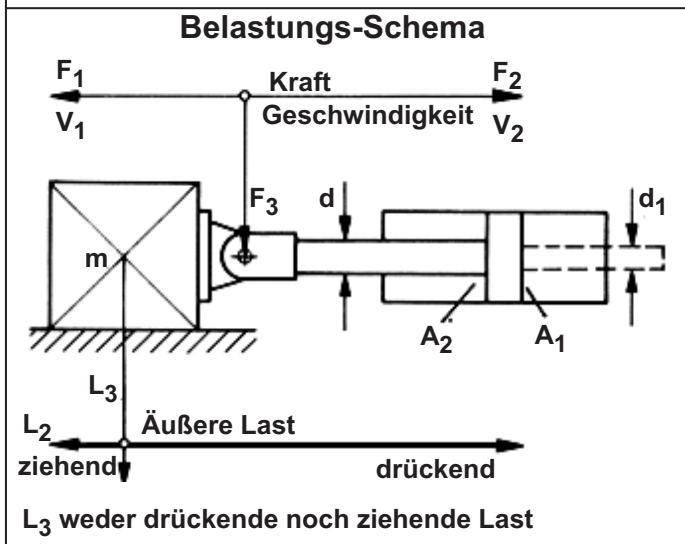 Belastungs-Schema
F1 Kraft F2
V1 Geschwindigkeit V2
F3 d d1
m
A2 A1
L3
L2 Äußere Last
ziehend drückend
L3 weder drückende noch ziehende Last